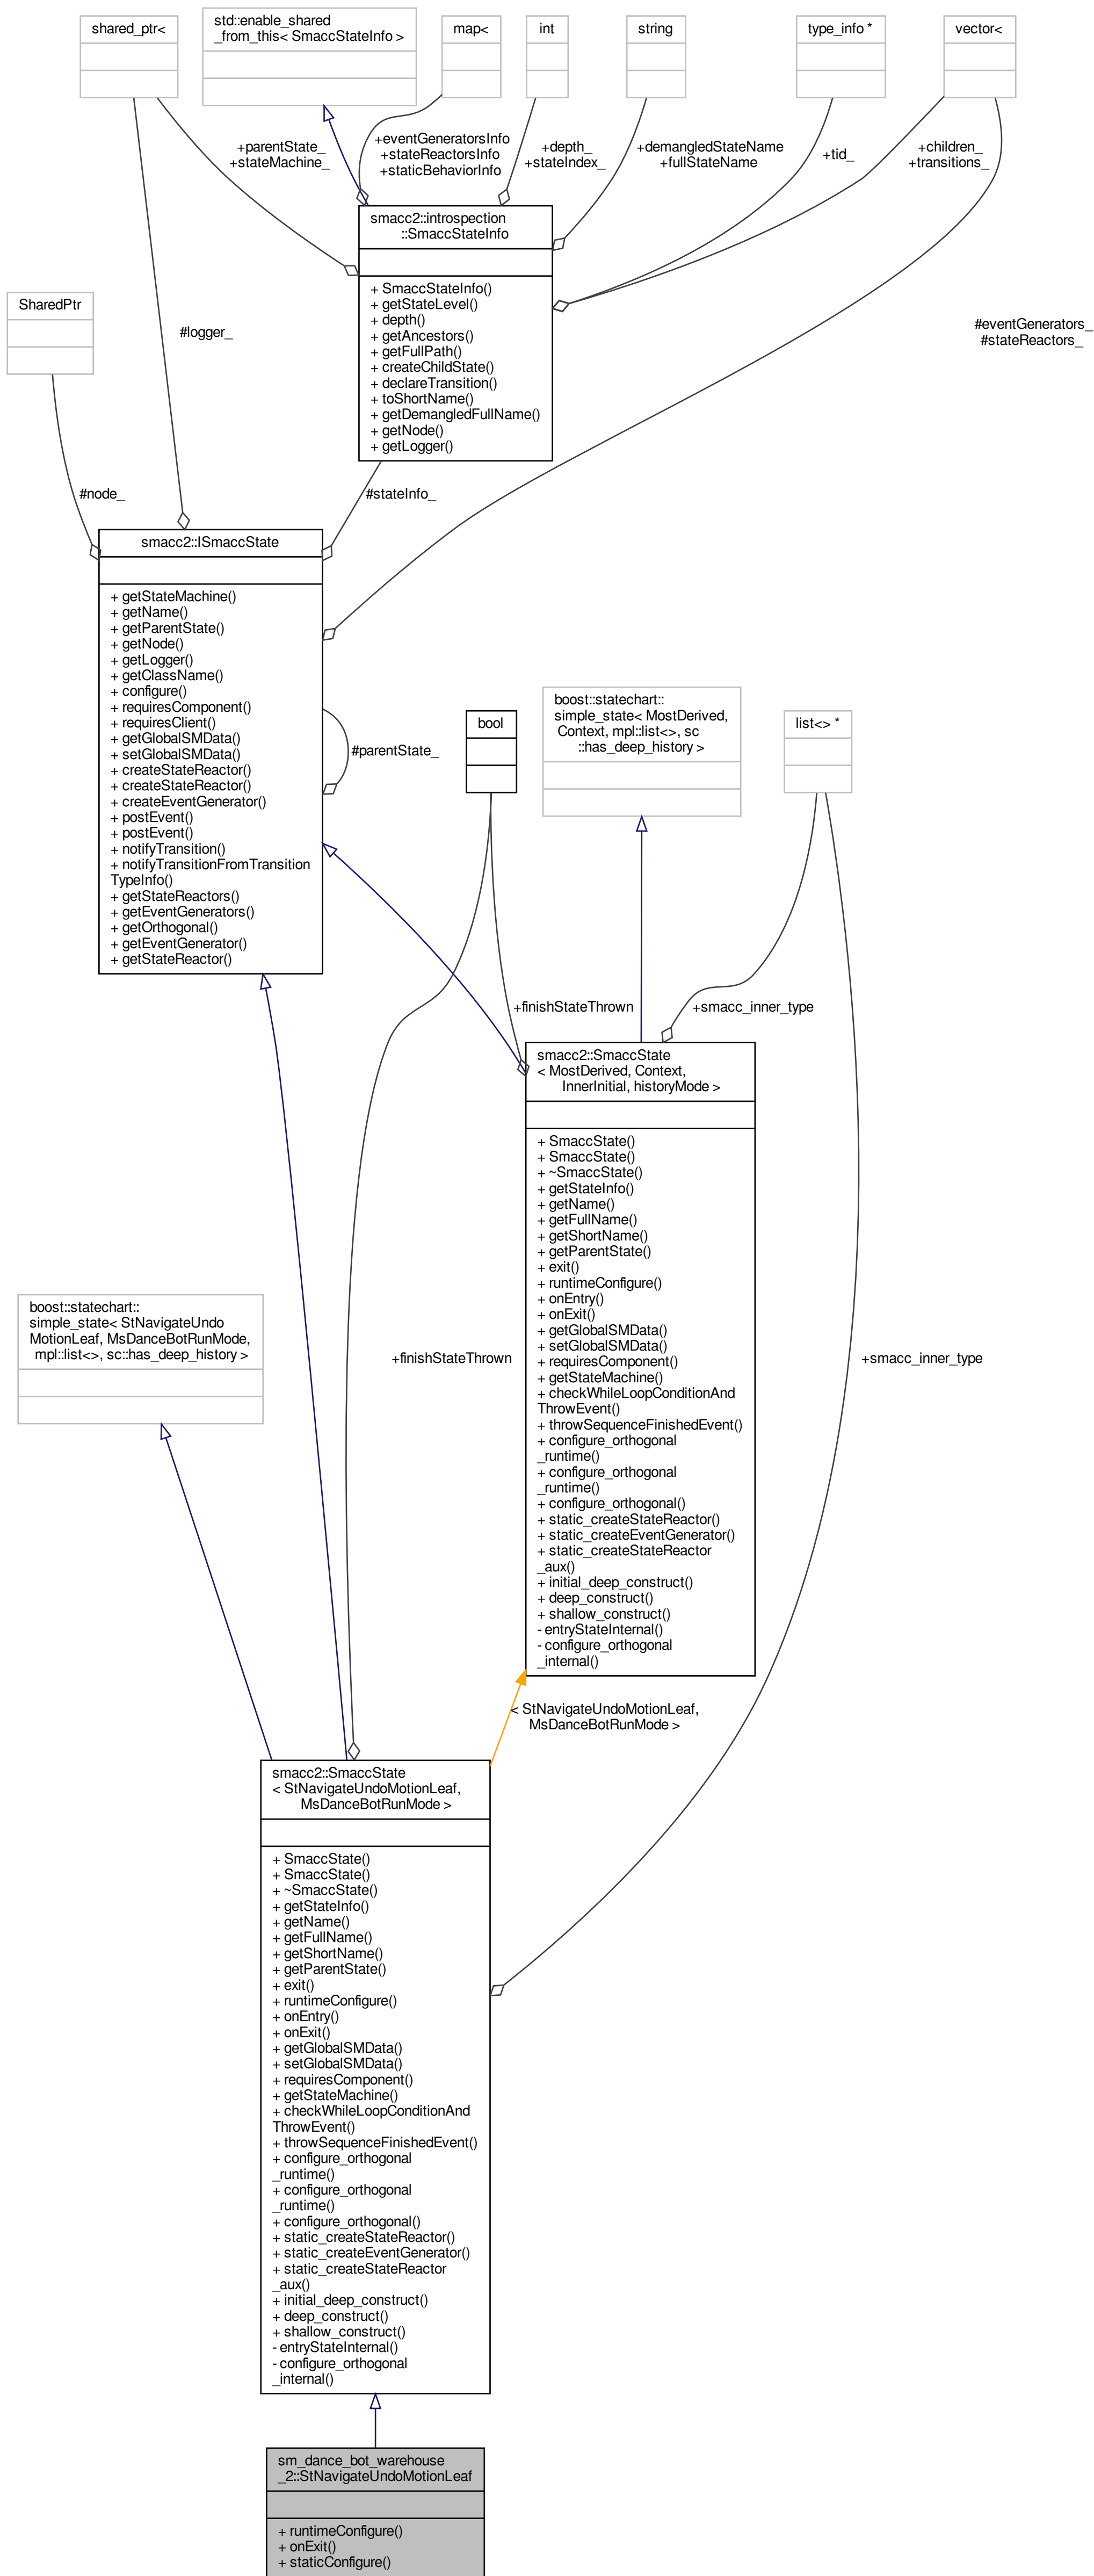 shared_ptr<
std::enable_shared
_from_this< SmaccStateInfo >
map<
int
string
type_info *
vector<
+parentState_
+stateMachine_
+eventGeneratorsInfo
+stateReactorsInfo
+staticBehaviorInfo
+depth_
+stateIndex_
+demangledStateName
+fullStateName
+tid_
+children_
+transitions_
smacc2::introspection
::SmaccStateInfo
+ SmaccStateInfo()
+ getStateLevel()
+ depth()
+ getAncestors()
+ getFullPath()
+ createChildState()
+ declareTransition()
+ toShortName()
+ getDemangledFullName()
+ getNode()
+ getLogger()
SharedPtr
#logger_
#eventGenerators_
#stateReactors_
#node_
#stateInfo_
smacc2::ISmaccState
+ getStateMachine()
+ getName()
+ getParentState()
+ getNode()
+ getLogger()
+ getClassName()
+ configure()
+ requiresComponent()
+ requiresClient()
+ getGlobalSMData()
+ setGlobalSMData()
+ createStateReactor()
+ createStateReactor()
+ createEventGenerator()
+ postEvent()
+ postEvent()
+ notifyTransition()
+ notifyTransitionFromTransition
TypeInfo()
+ getStateReactors()
+ getEventGenerators()
+ getOrthogonal()
+ getEventGenerator()
+ getStateReactor()
#parentState_
bool
boost::statechart::
simple_state< MostDerived,
Context, mpl::list<>, sc
::has_deep_history >
list<> *
+finishStateThrown
+smacc_inner_type
smacc2::SmaccState
< MostDerived, Context,
InnerInitial, historyMode >
+ SmaccState()
+ SmaccState()
+ ~SmaccState()
+ getStateInfo()
+ getName()
+ getFullName()
+ getShortName()
+ getParentState()
+ exit()
+ runtimeConfigure()
+ onEntry()
+ onExit()
+ getGlobalSMData()
+ setGlobalSMData()
+ requiresComponent()
+ getStateMachine()
+ checkWhileLoopConditionAnd
ThrowEvent()
+ throwSequenceFinishedEvent()
+ configure_orthogonal
_runtime()
+ configure_orthogonal
_runtime()
+ configure_orthogonal()
+ static_createStateReactor()
+ static_createEventGenerator()
+ static_createStateReactor
_aux()
+ initial_deep_construct()
+ deep_construct()
+ shallow_construct()
- entryStateInternal()
- configure_orthogonal
_internal()
boost::statechart::
simple_state< StNavigateUndo
MotionLeaf, MsDanceBotRunMode,
mpl::list<>, sc::has_deep_history >
+finishStateThrown
+smacc_inner_type
< StNavigateUndoMotionLeaf,
MsDanceBotRunMode >
smacc2::SmaccState
< StNavigateUndoMotionLeaf,
MsDanceBotRunMode >
+ SmaccState()
+ SmaccState()
+ ~SmaccState()
+ getStateInfo()
+ getName()
+ getFullName()
+ getShortName()
+ getParentState()
+ exit()
+ runtimeConfigure()
+ onEntry()
+ onExit()
+ getGlobalSMData()
+ setGlobalSMData()
+ requiresComponent()
+ getStateMachine()
+ checkWhileLoopConditionAnd
ThrowEvent()
+ throwSequenceFinishedEvent()
+ configure_orthogonal
_runtime()
+ configure_orthogonal
_runtime()
+ configure_orthogonal()
+ static_createStateReactor()
+ static_createEventGenerator()
+ static_createStateReactor
_aux()
+ initial_deep_construct()
+ deep_construct()
+ shallow_construct()
- entryStateInternal()
- configure_orthogonal
_internal()
sm_dance_bot_warehouse
_2::StNavigateUndoMotionLeaf
+ runtimeConfigure()
+ onExit()
+ staticConfigure()